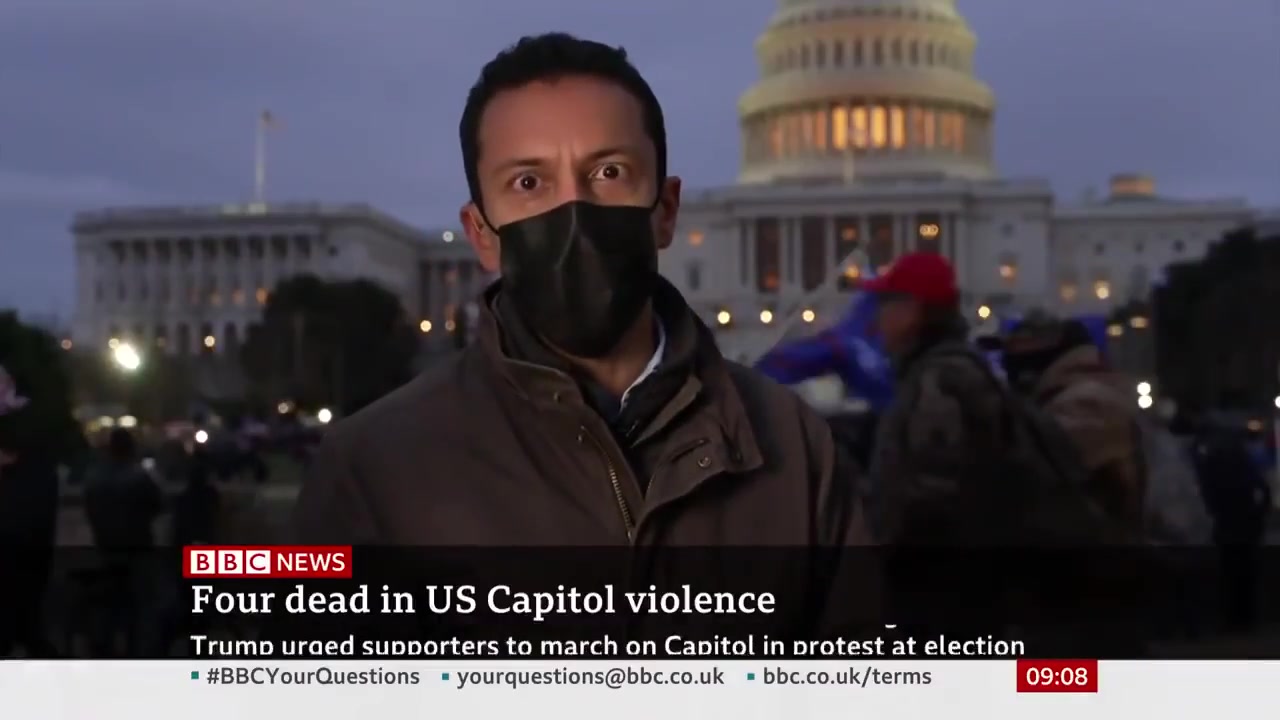 BBC NEWS
Four dead in US Capitol violence
Trump urged supporters to march on Capitol in protest at election
#BBCYourQuestions yourquestions@bbc.co.uk bbc.co.uk/terms 09:08